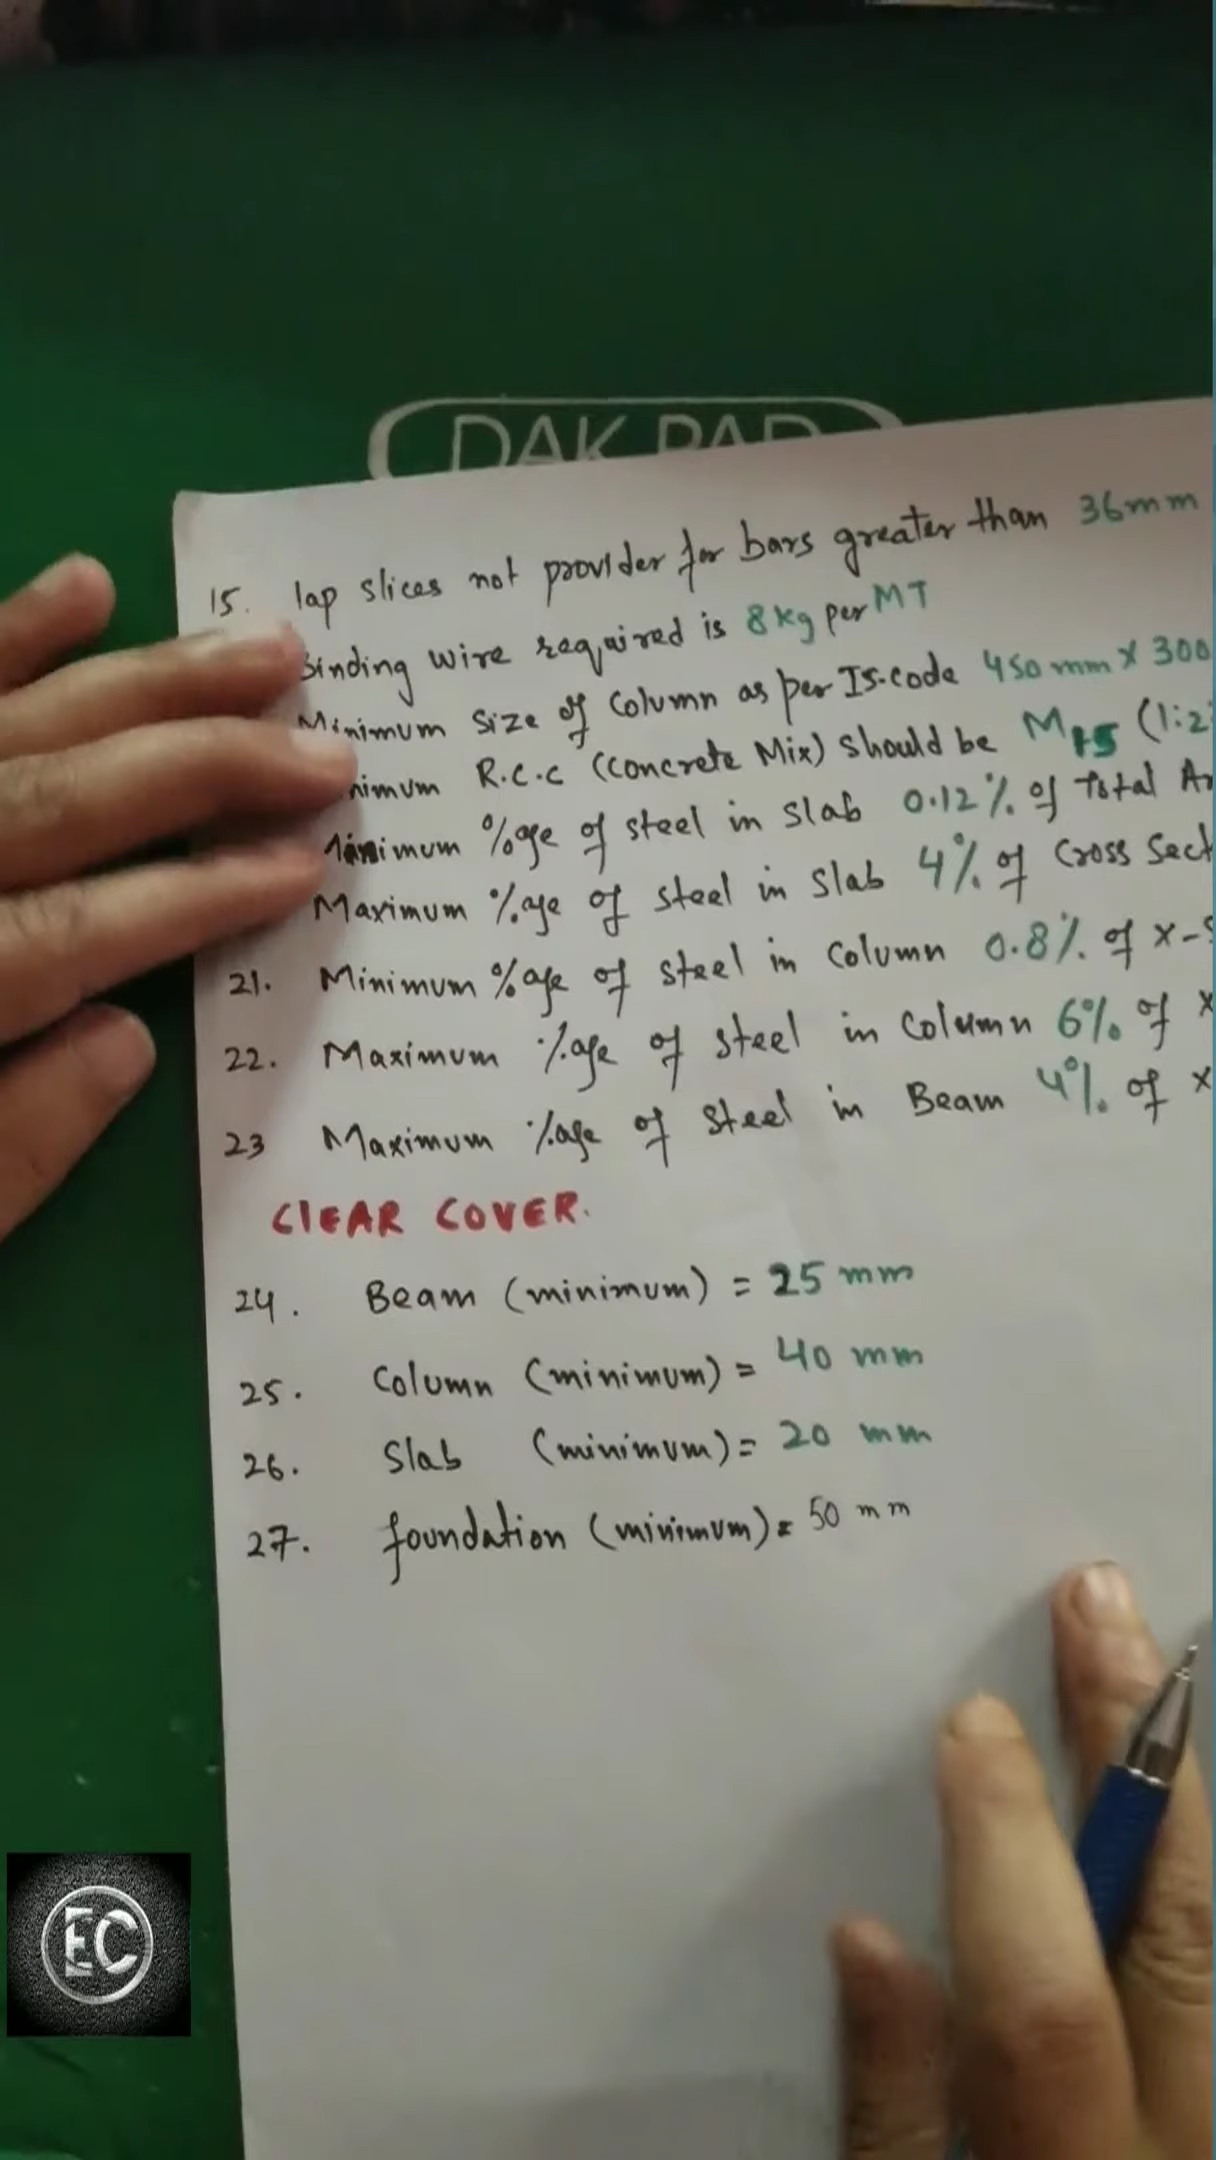 DAK PAD
15. lap slices not provider for bars greater than 36mm
Binding wire required is 8kg per MT
Minimum Size of Column as per IS-code 450 mm X 300
nimum R.C.C (Concrete Mix) Should be M15 (1:2
Minimum %age of steel in slab 0.12% of Total Ar
Maximum %age of steel in slab 4% of Cross Sect
21. Minimum %age of steel in Column 0.8% of x-S
22. Maximum %age of steel in Column 6% of x
23 Maximum %age of Steel in Beam 4% of x
ClEAR COVER.
24. Beam (minimum) = 25 mm
25. Column (minimum) = 40 mm
26. Slab (minimum) = 20 mm
27. foundation (minimum) = 50 mm
EC